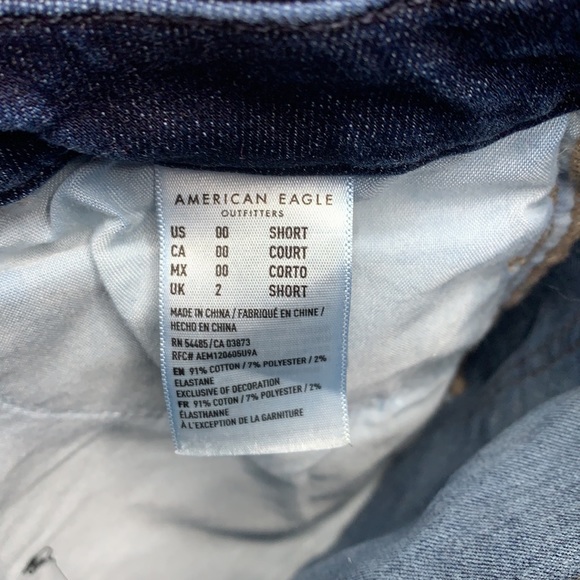 AMERICAN EAGLE
OUTFITTERS
US 00 SHORT
CA 00 COURT
MX 00 CORTO
UK 2 SHORT
MADE IN CHINA / FABRIQUÉ EN CHINE /
HECHO EN CHINA
RN 54485/CA 03873
RFC# AEM120605U9A
EN 91% COTTON / 7% POLYESTER / 2%
ELASTANE
EXCLUSIVE OF DECORATION
FR 91% COTON / 7% POLYESTER / 2%
ÉLASTHANNE
À L'EXCEPTION DE LA GARNITURE